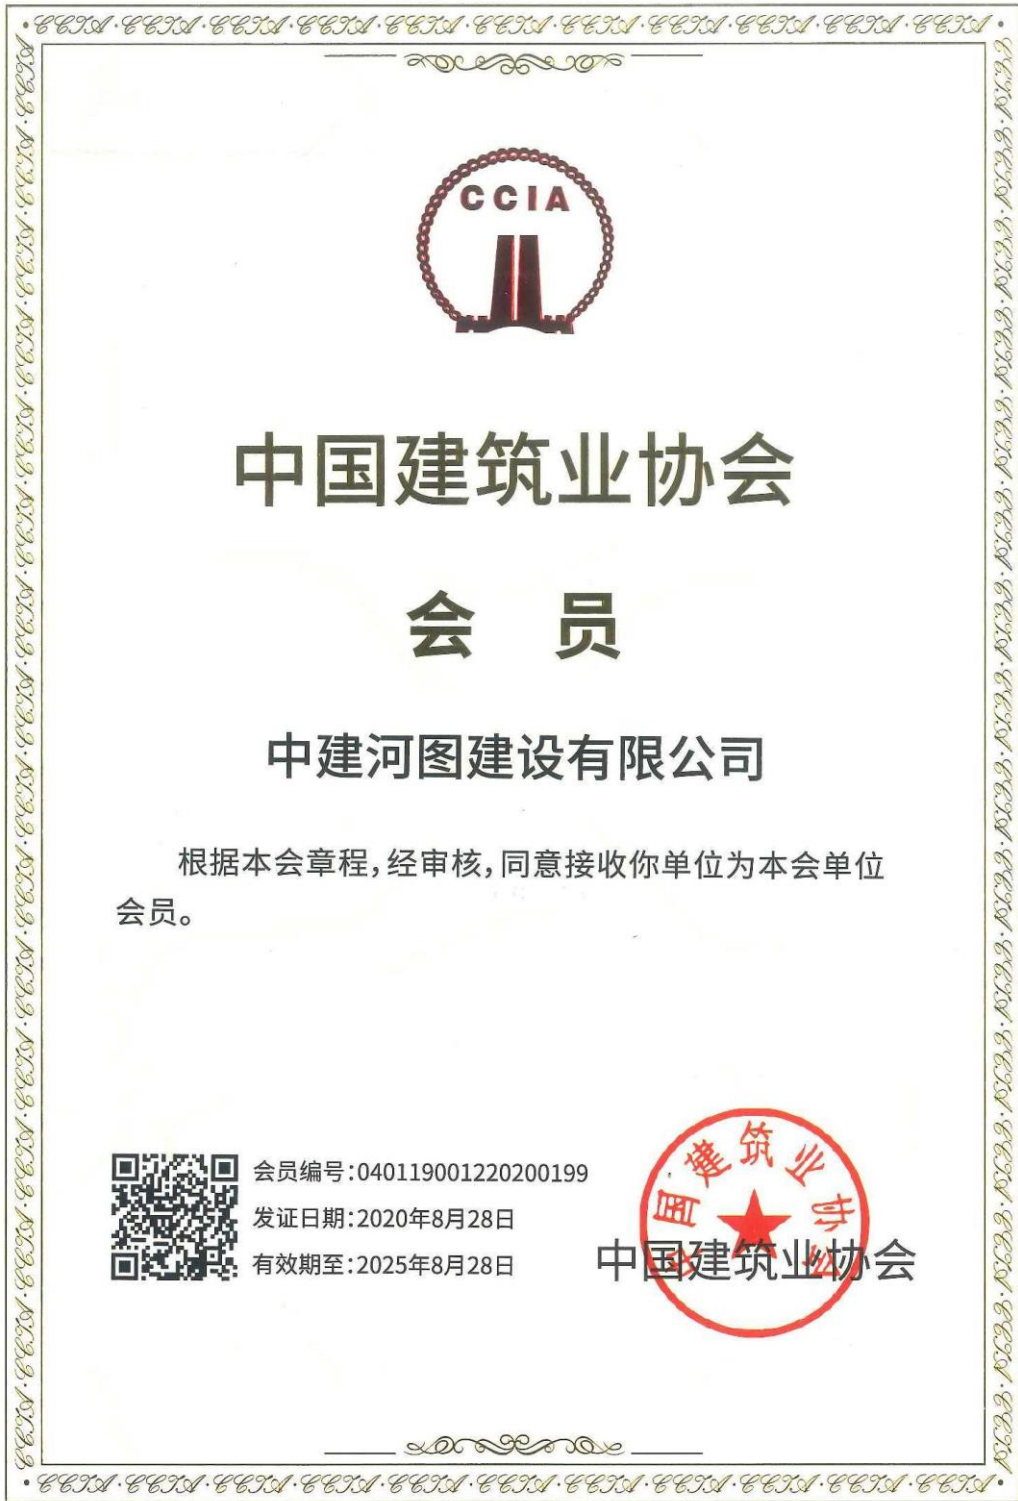 CCIA
中国建筑业协会
会 员
中建河图建设有限公司
根据本会章程,经审核,同意接收你单位为本会单位
会员。
会员编号:040119001220200199
发证日期:2020年8月28日
有效期至:2025年8月28日
中国建筑业协会
中国建筑业协会